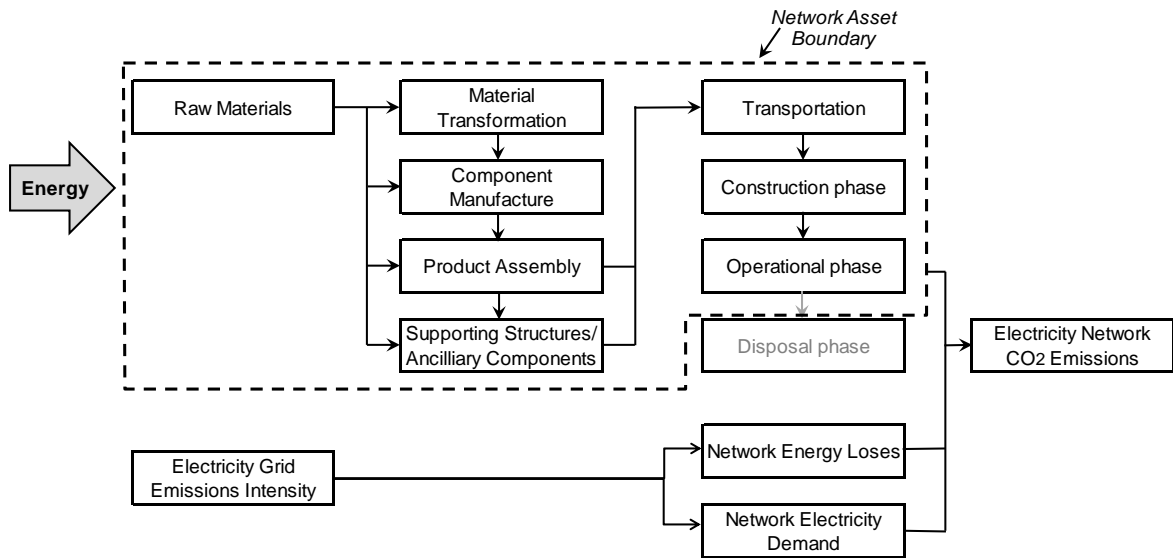 Network Asset
Boundary
Raw Materials
Material
Transformation
Transportation
Energy
Component
Manufacture
Construction phase
Product Assembly
Operational phase
Supporting Structures/
Ancilliary Components
Disposal phase
Electricity Network
CO2 Emissions
Electricity Grid
Emissions Intensity
Network Energy Loses
Network Electricity
Demand